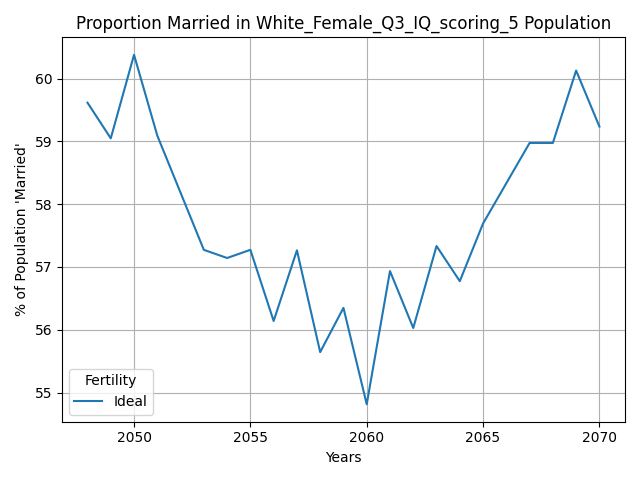 Proportion Married in White_Female_Q3_IQ_scoring_5 Population
% of Population 'Married'
60
59
58
57
56
55
Fertility
Ideal
2050 2055 2060 2065 2070
Years